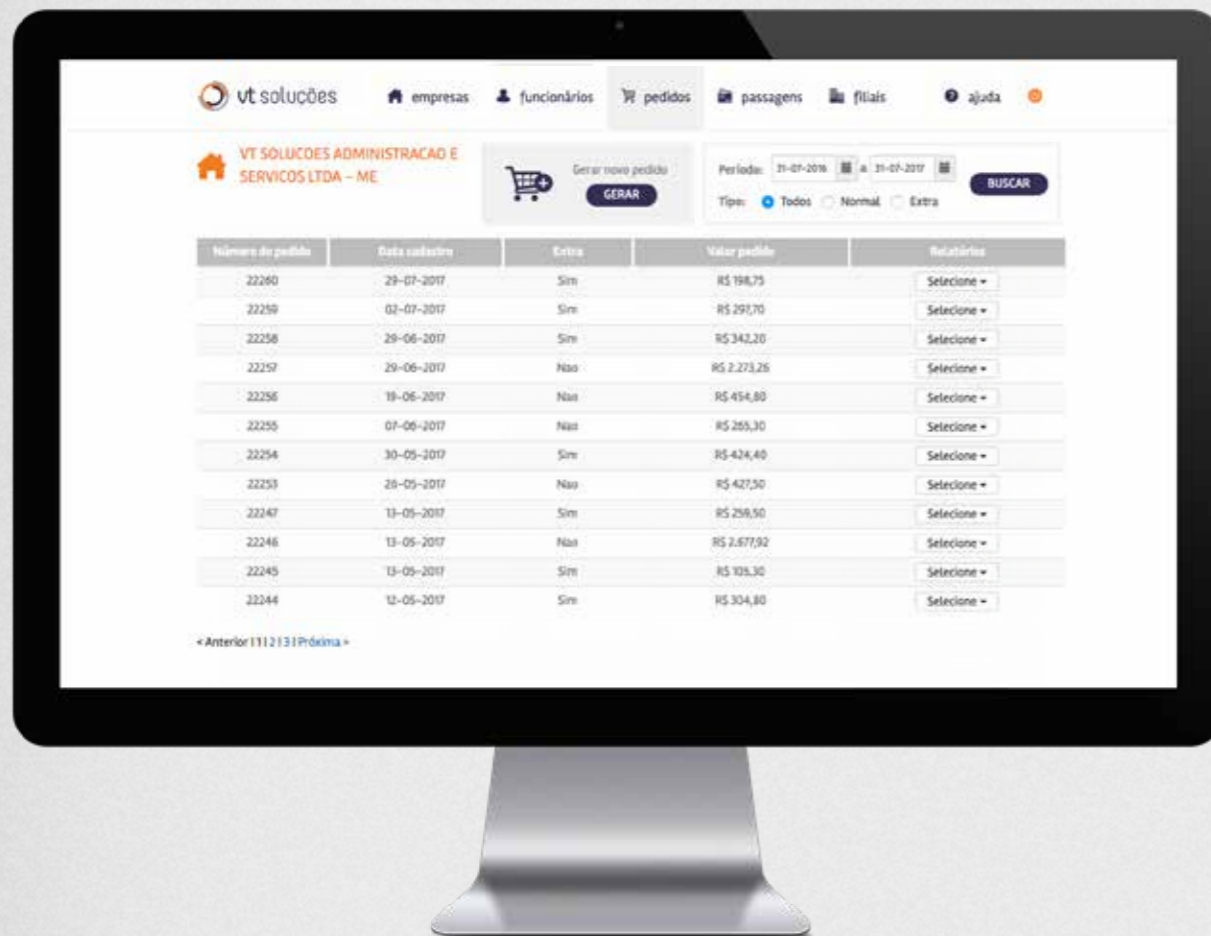 vt soluções empresas funcionários pedidos passagens filiais ajuda
VT SOLUCOES ADMINISTRACAO E
SERVICOS LTDA – ME
Gerar novo pedido
GERAR
Período: 31-07-2016 a 31-07-2017
Tipo: Todos Normal Extra
BUSCAR
Número do pedido Data cadastro Extra Valor pedido Relatórios
22260 29-07-2017 Sim R$ 198,75 Selecione
22259 02-07-2017 Sim R$ 297,70 Selecione
22258 29-06-2017 Sim R$ 342,20 Selecione
22257 29-06-2017 Nao R$ 2.273,26 Selecione
22256 19-06-2017 Nao R$ 454,80 Selecione
22255 07-06-2017 Nao R$ 265,30 Selecione
22254 30-05-2017 Sim R$ 424,40 Selecione
22253 26-05-2017 Nao R$ 427,50 Selecione
22247 13-05-2017 Sim R$ 259,50 Selecione
22246 13-05-2017 Nao R$ 2.677,92 Selecione
22245 13-05-2017 Sim R$ 105,30 Selecione
22244 12-05-2017 Sim R$ 304,80 Selecione
< Anterior | 1 | 2 | 3 | Próxima >